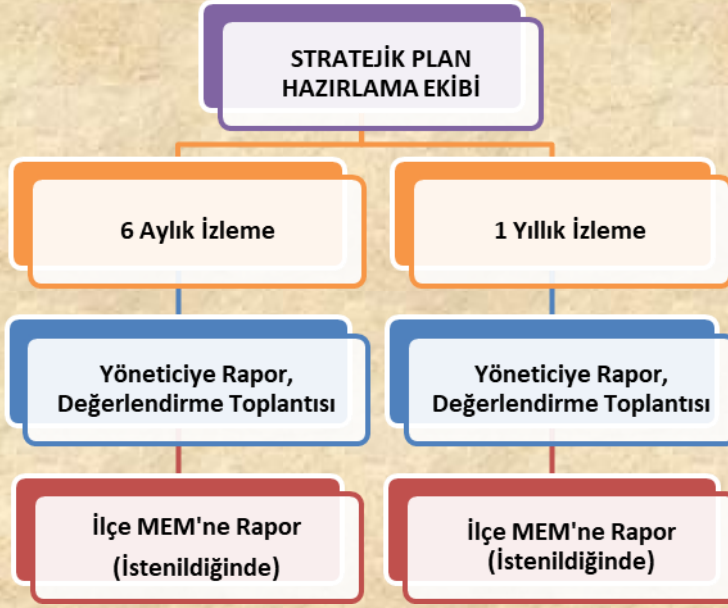 STRATEJİK PLAN
HAZIRLAMA EKİBİ
6 Aylık İzleme
1 Yıllık İzleme
Yöneticiye Rapor,
Değerlendirme Toplantısı
Yöneticiye Rapor,
Değerlendirme Toplantısı
İlçe MEM'ne Rapor
(İstenildiğinde)
İlçe MEM'ne Rapor
(İstenildiğinde)